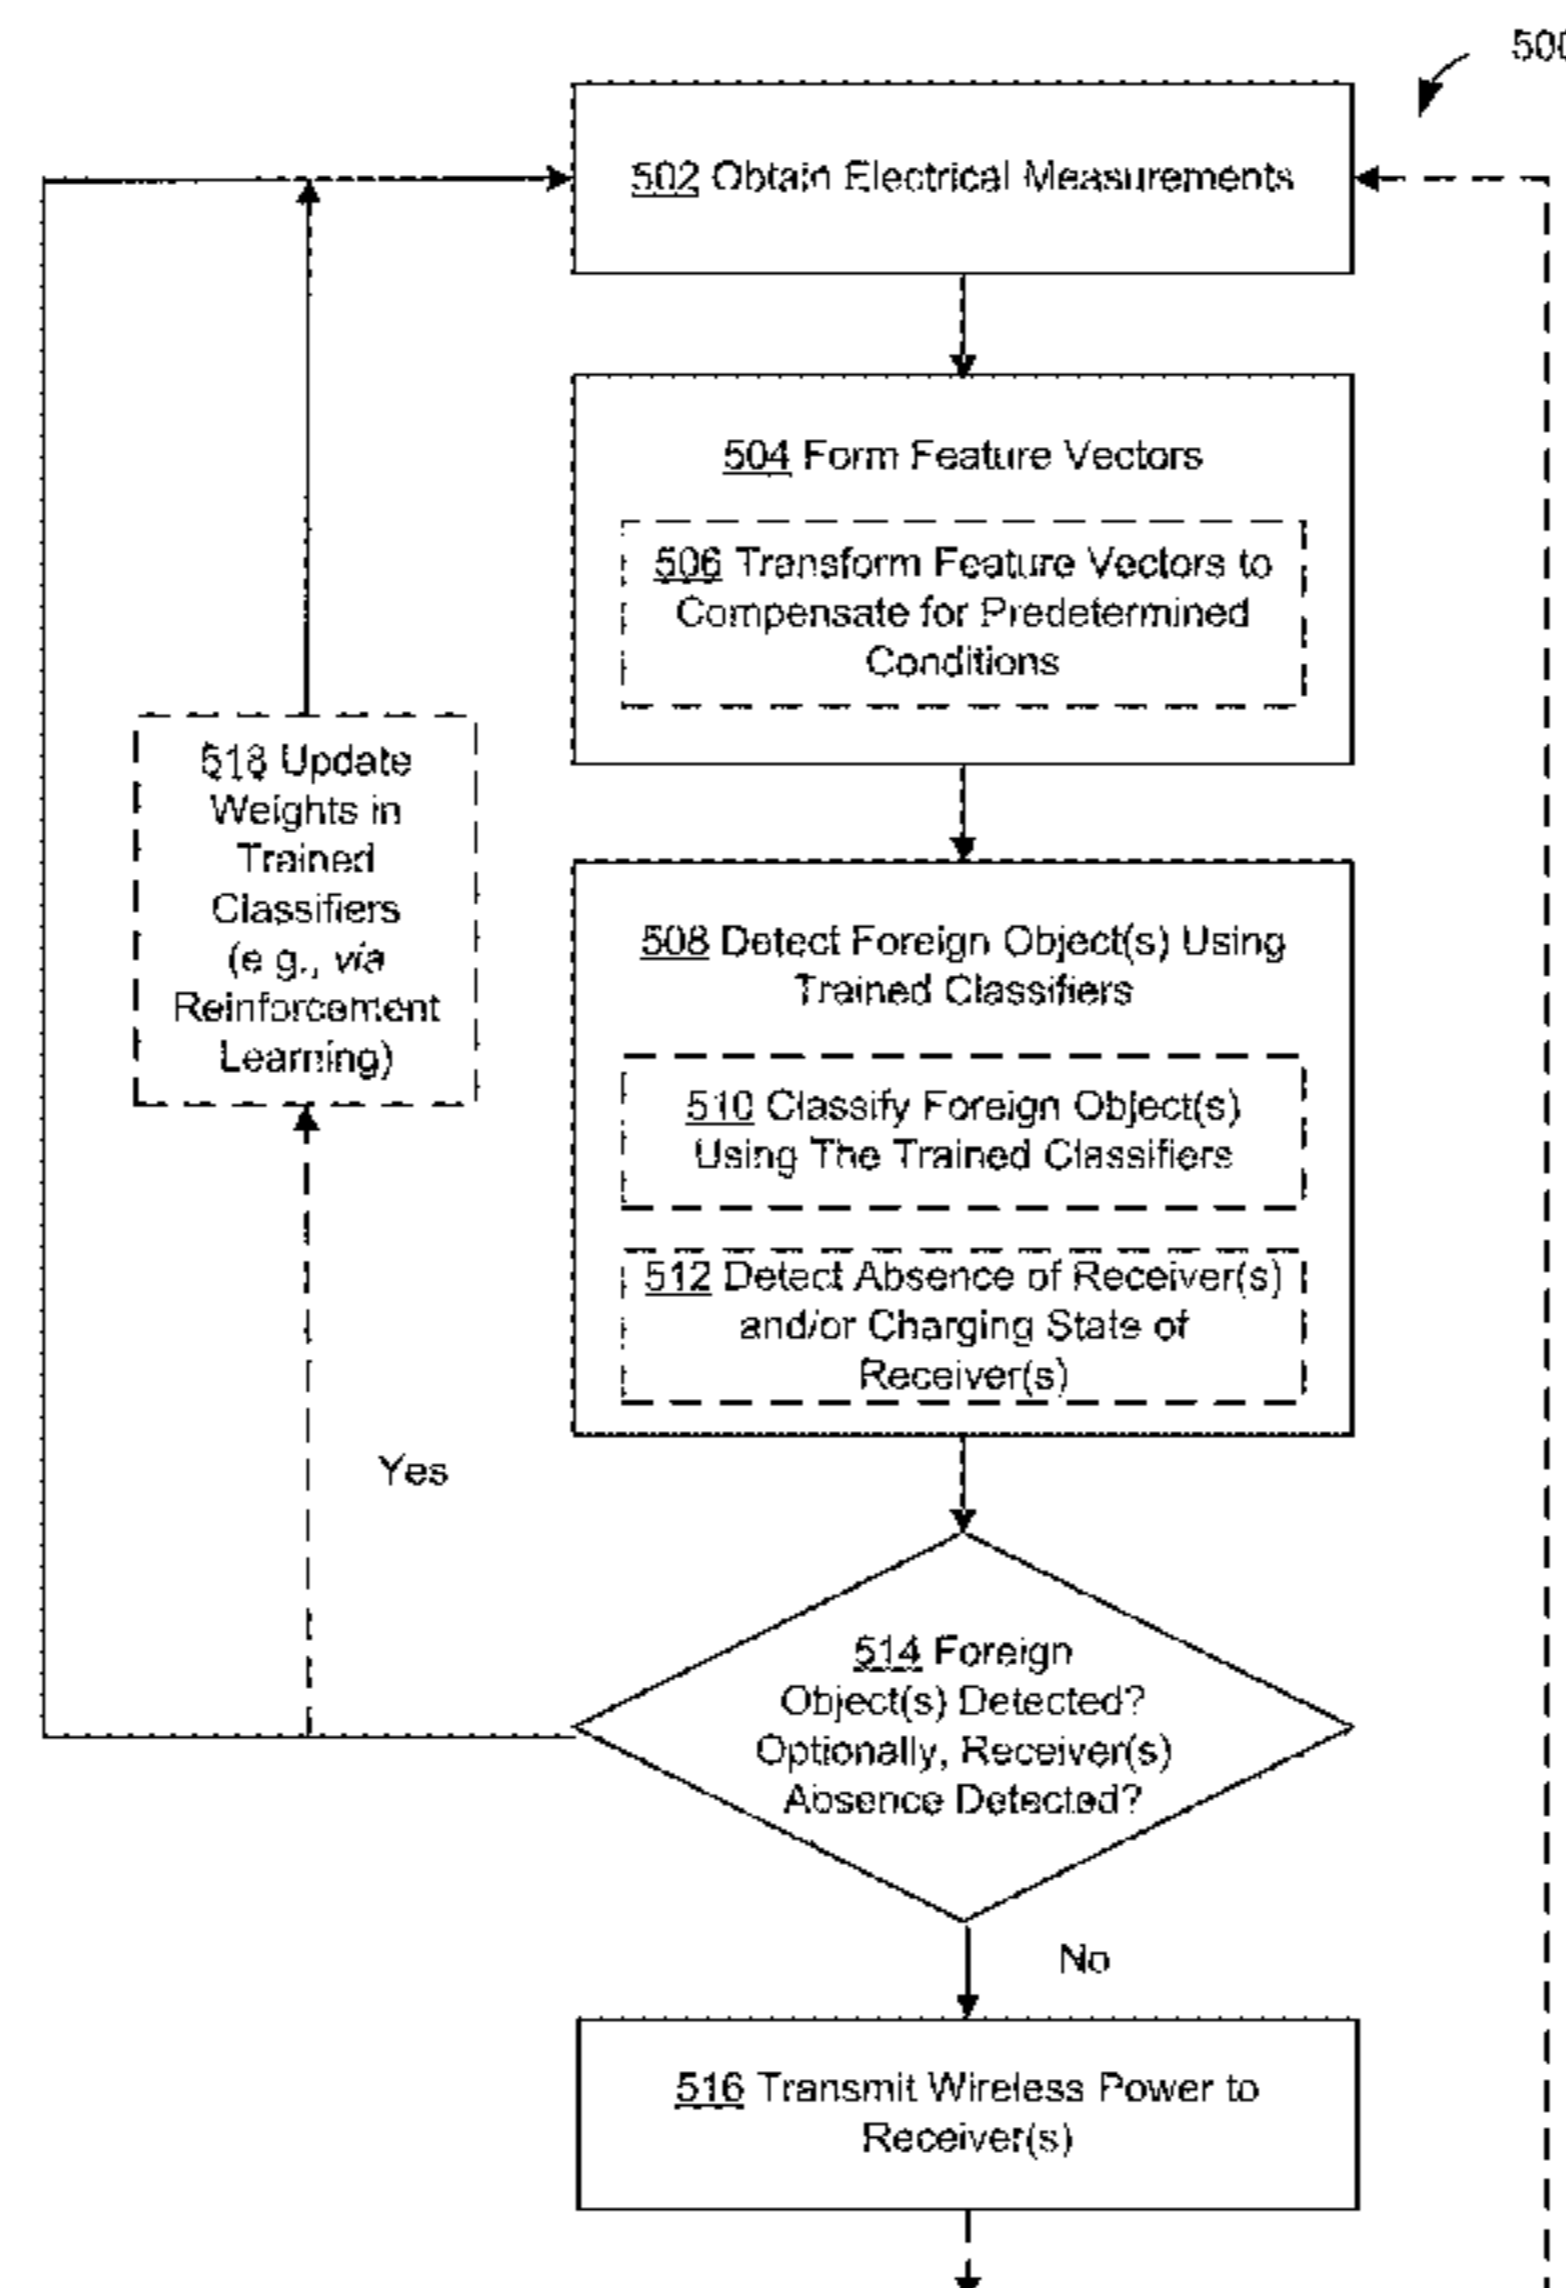 500
502 Obtain Electrical Measurements
504 Form Feature Vectors
506 Transform Feature Vectors to
Compensate for Predetermined
Conditions
518 Update
Weights in
Trained
Classifiers
(e.g., via
Reinforcement
Learning)
508 Detect Foreign Object(s) Using
Trained Classifiers
510 Classify Foreign Object(s)
Using The Trained Classifiers
512 Detect Absence of Receiver(s)
and/or Charging State of
Receiver(s)
Yes
514 Foreign
Object(s) Detected?
Optionally, Receiver(s)
Absence Detected?
No
516 Transmit Wireless Power to
Receiver(s)